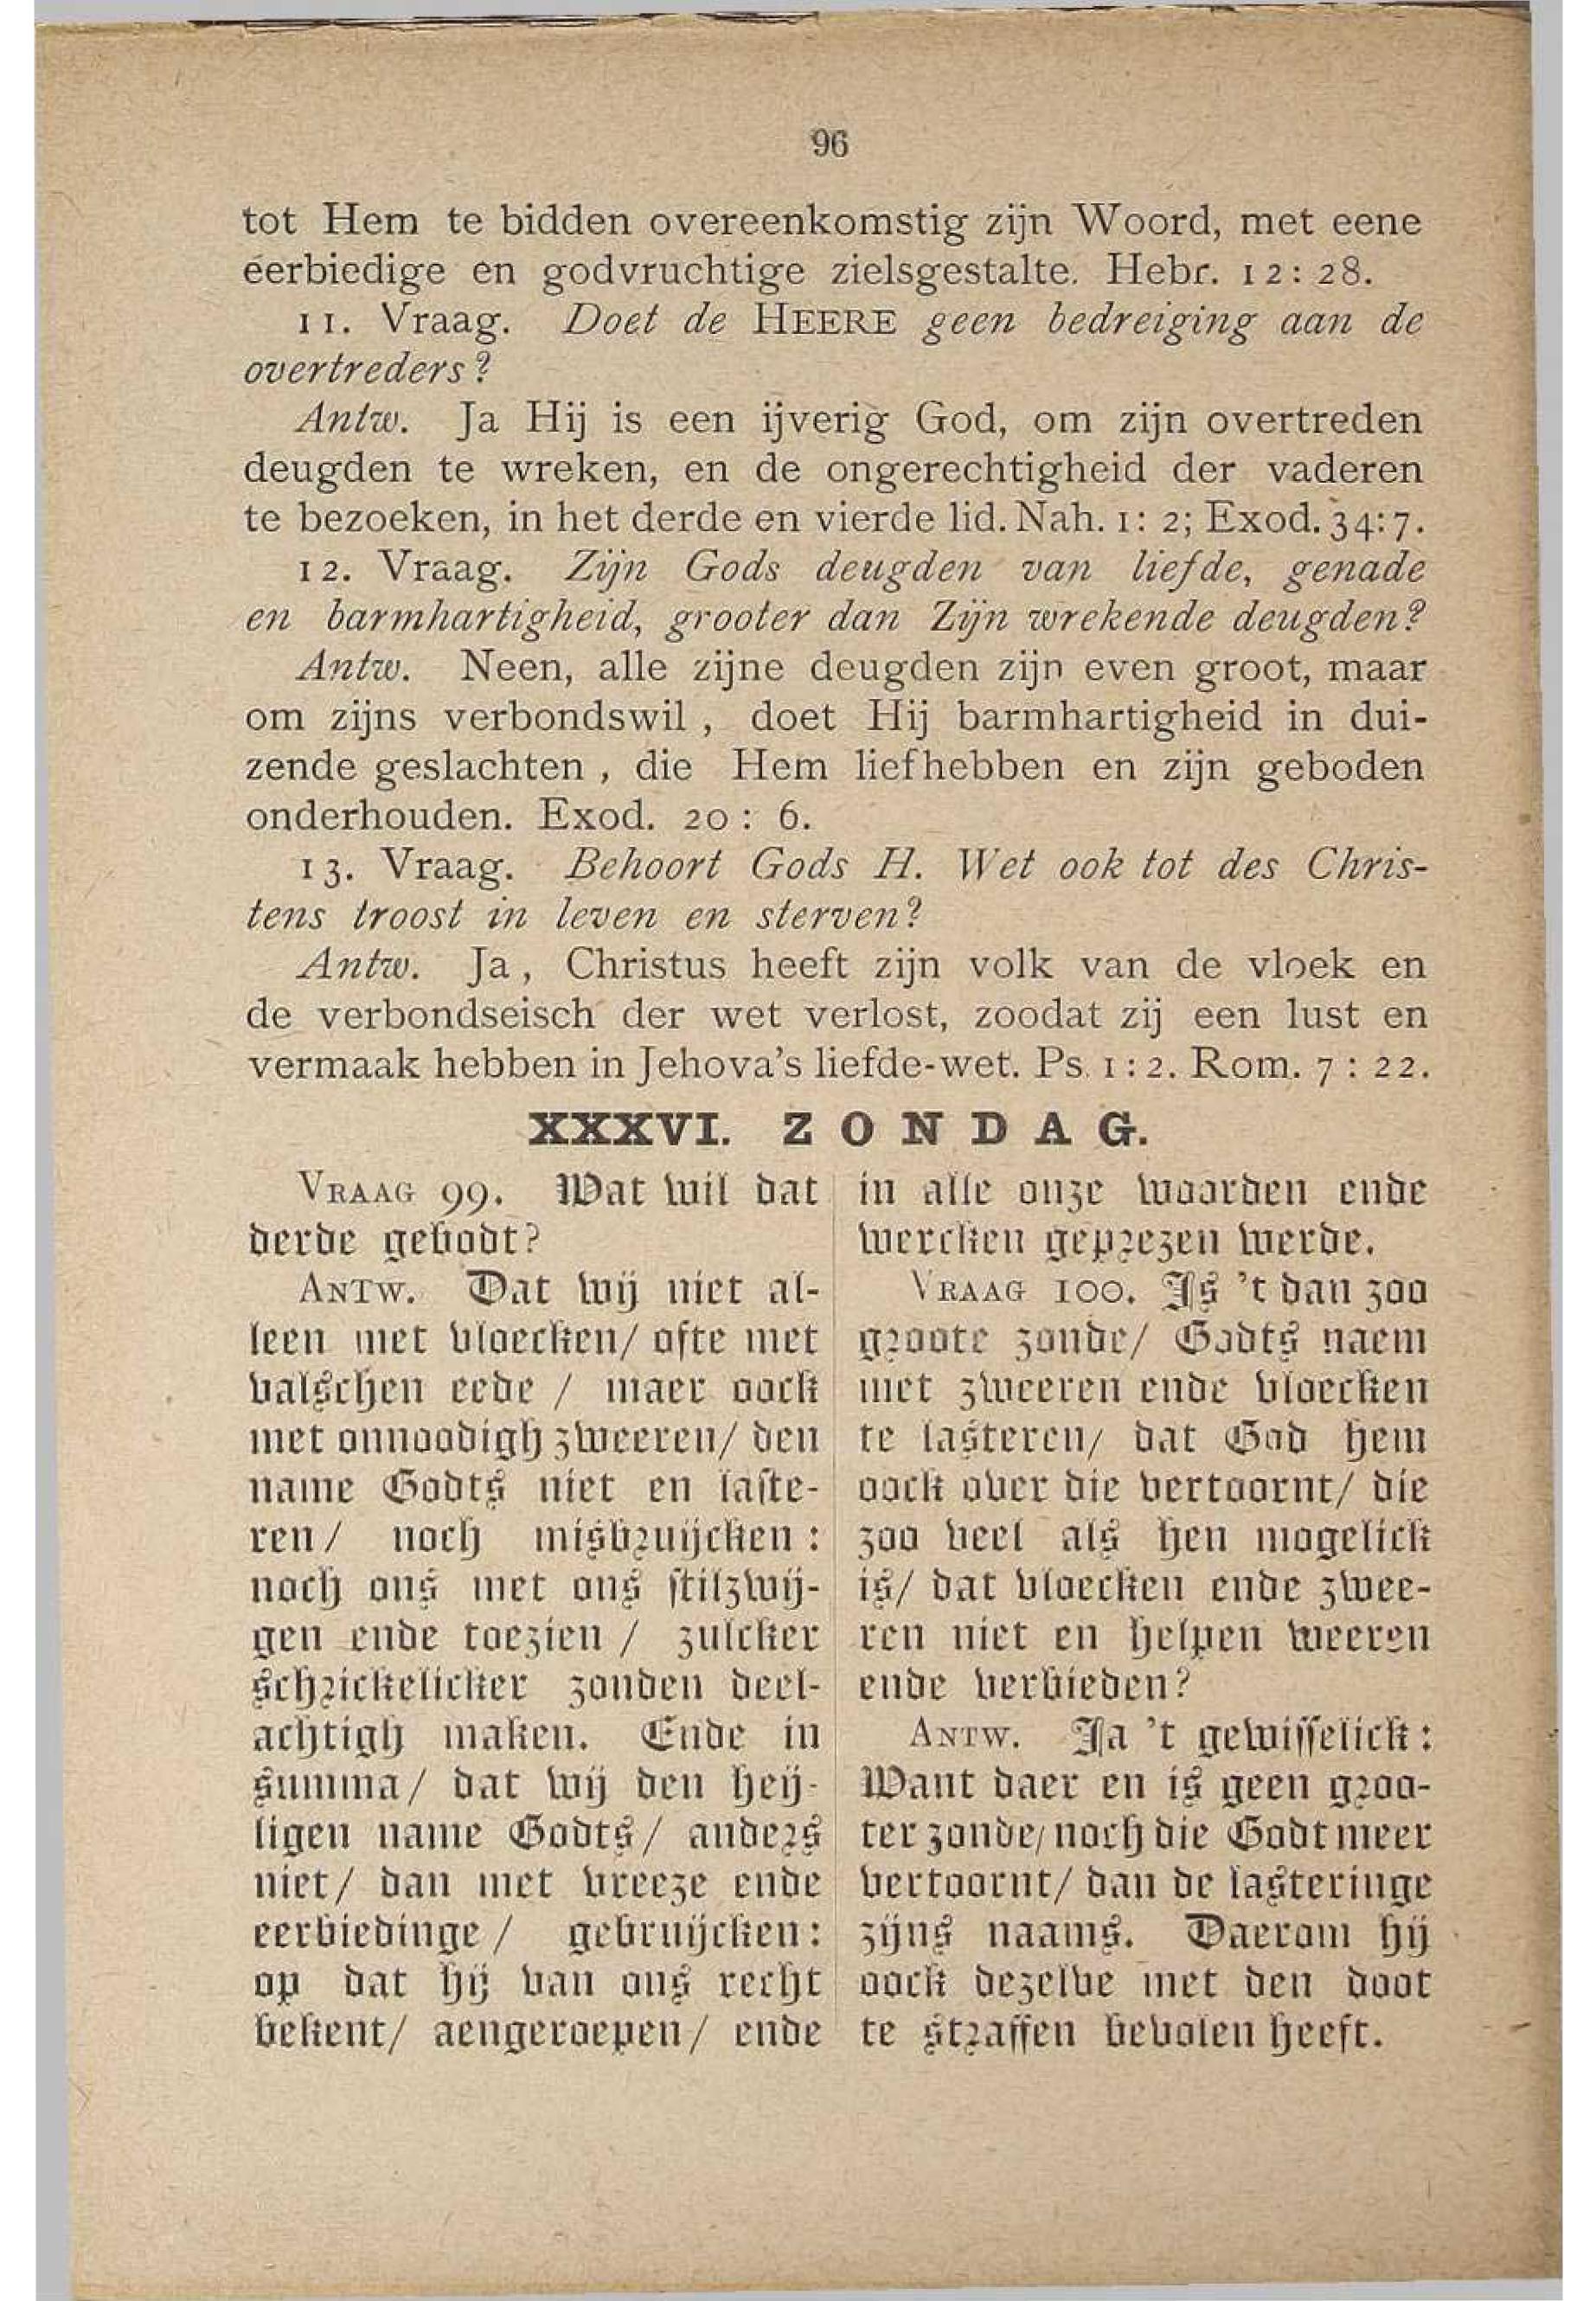 96
tot Hem te bidden overeenkomstig zijn Woord, met eene
eerbiedige en godvruchtige zielsgestalte. Hebr. 12: 28.
11. Vraag. Doet de HEERE geen bedreiging aan de
overtreders?
Antw. Ja Hij is een ijverig God, om zijn overtreden
deugden te wreken, en de ongerechtigheid der vaderen
te bezoeken, in het derde en vierde lid. Nah. 1: 2; Exod. 34: 7.
12. Vraag. Zijn Gods deugden van liefde, genade
en barmhartigheid, grooter dan Zijn wrekende deugden?
Antw. Neen, alle zijne deugden zijn even groot, maar
om zijns verbondswil, doet Hij barmhartigheid in dui-
zende geslachten, die Hem liefhebben en zijn geboden
onderhouden. Exod. 20: 6.
13. Vraag. Behoort Gods H. Wet ook tot des Chris-
tens troost in leven en sterven?
Antw. Ja, Christus heeft zijn volk van de vloek en
de verbondseisch der wet verlost, zoodat zij een lust en
vermaak hebben in Jehova's liefde-wet. Ps. 1: 2. Rom. 7: 22.
XXXVI. ZONDAG.
VRAAG 99. Wat wil dat
derde gebodt?
ANTW. Dat wij niet al-
leen met vloecken/ ofte met
valschen eede / maer oock
met onnoodigh zweeren/ den
name Godts niet en laste-
ren/ noch misbruijcken:
noch ons met ons stilzwij-
gen ende toezien / zulcker
schrickelicker zonden deel-
achtigh maken. Ende in
summa/ dat wij den heij-
ligen name Godts/ anders
niet/ dan met vreeze ende
eerbiedinge / gebruijcken:
op dat hij van ons recht
bekent/ aengeroepen/ ende
in alle onze woorden ende
wercken geprezen werde.
VRAAG 100. Is 't dan zoo
groote zonde/ Godts naem
met zweeren ende vloecken
te lasteren/ dat God hem
oock over die vertoornt/ die
zoo veel als hen mogelick
is/ dat vloecken ende zwee-
ren niet en helpen weeren
ende verbieden?
ANTW. Ja 't gewisselick:
Want daer en is geen groo-
ter zonde/ noch die Godt meer
vertoornt/ dan de lasteringe
zijns naams. Daerom hij
oock dezelve met den doot
te straffen bevolen heeft.